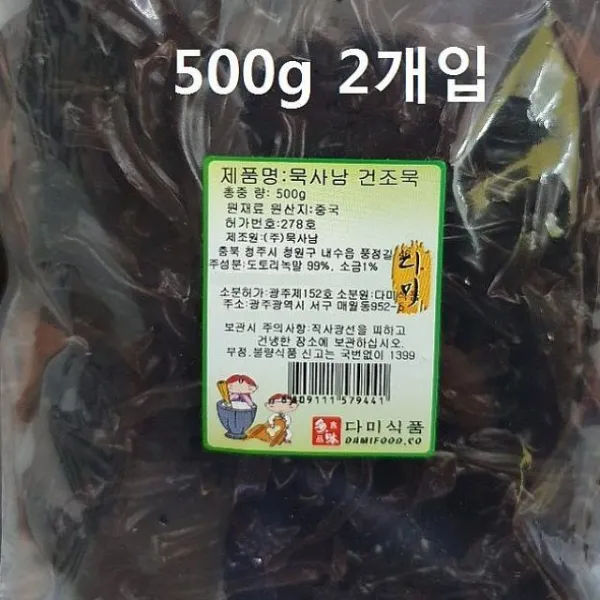 500g 2개입
제품명:묵사남 건조묵
총중 량: 500g
원재료 원산지:중국
허가번호:278호
제조원:(주)묵사남
충북 청주시 청원구 내수읍 풍정길
주성분:도토리녹말 99%, 소금1%
다미
소분허가:광주제152호 소분원:다미
주소:광주광역시 서구 매월동952-
보관시 주의사항:직사광선을 피하고
건냉한 장소에 보관하십시오.
부정.불량식품 신고는 국번없이 1399
8809111 579441
다미식품
DAMIFOOD.CO